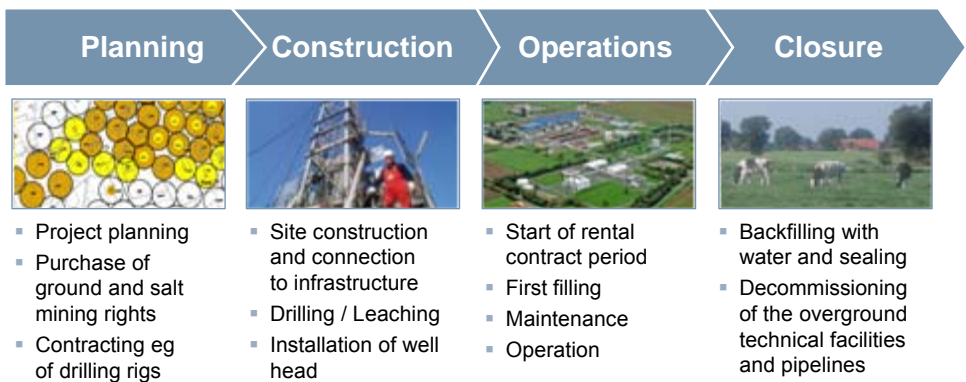 Planning
Construction
Operations
Closure
▪ Project planning
▪ Purchase of
ground and salt
mining rights
▪ Contracting eg
of drilling rigs
▪ Site construction
and connection
to infrastructure
▪ Drilling / Leaching
▪ Installation of well
head
▪ Start of rental
contract period
▪ First filling
▪ Maintenance
▪ Operation
▪ Backfilling with
water and sealing
▪ Decommissioning
of the overground
technical facilities
and pipelines